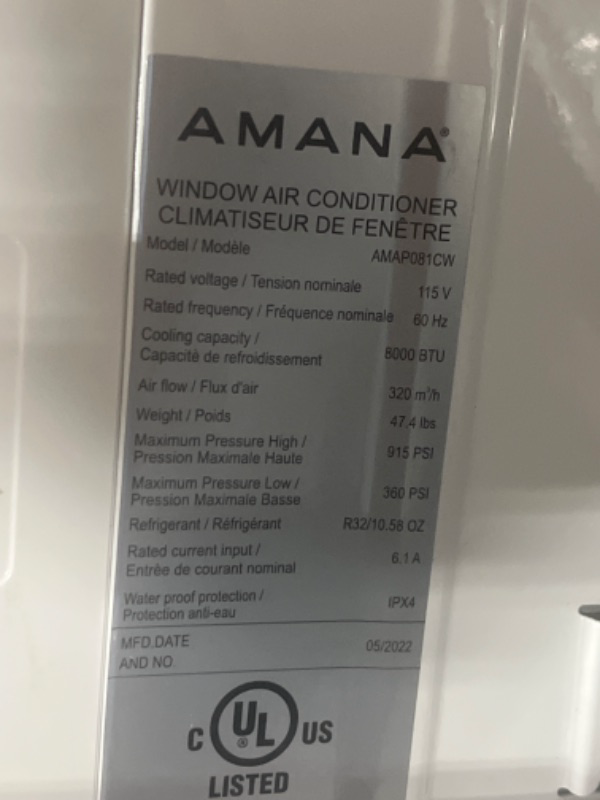 AMANA®
WINDOW AIR CONDITIONER
CLIMATISEUR DE FENÊTRE
Model / Modèle AMAP081CW
Rated voltage / Tension nominale 115 V
Rated frequency / Fréquence nominale 60 Hz
Cooling capacity /
Capacité de refroidissement 8000 BTU
Air flow / Flux d'air 320 m³/h
Weight / Poids 47.4 lbs
Maximum Pressure High /
Pression Maximale Haute 915 PSI
Maximum Pressure Low /
Pression Maximale Basse 360 PSI
Refrigerant / Réfrigérant R32/10.58 OZ
Rated current input /
Entrée de courant nominal 6.1 A
Water proof protection /
Protection anti-eau IPX4
MFD.DATE 05/2022
AND NO.
C UL ® US
LISTED